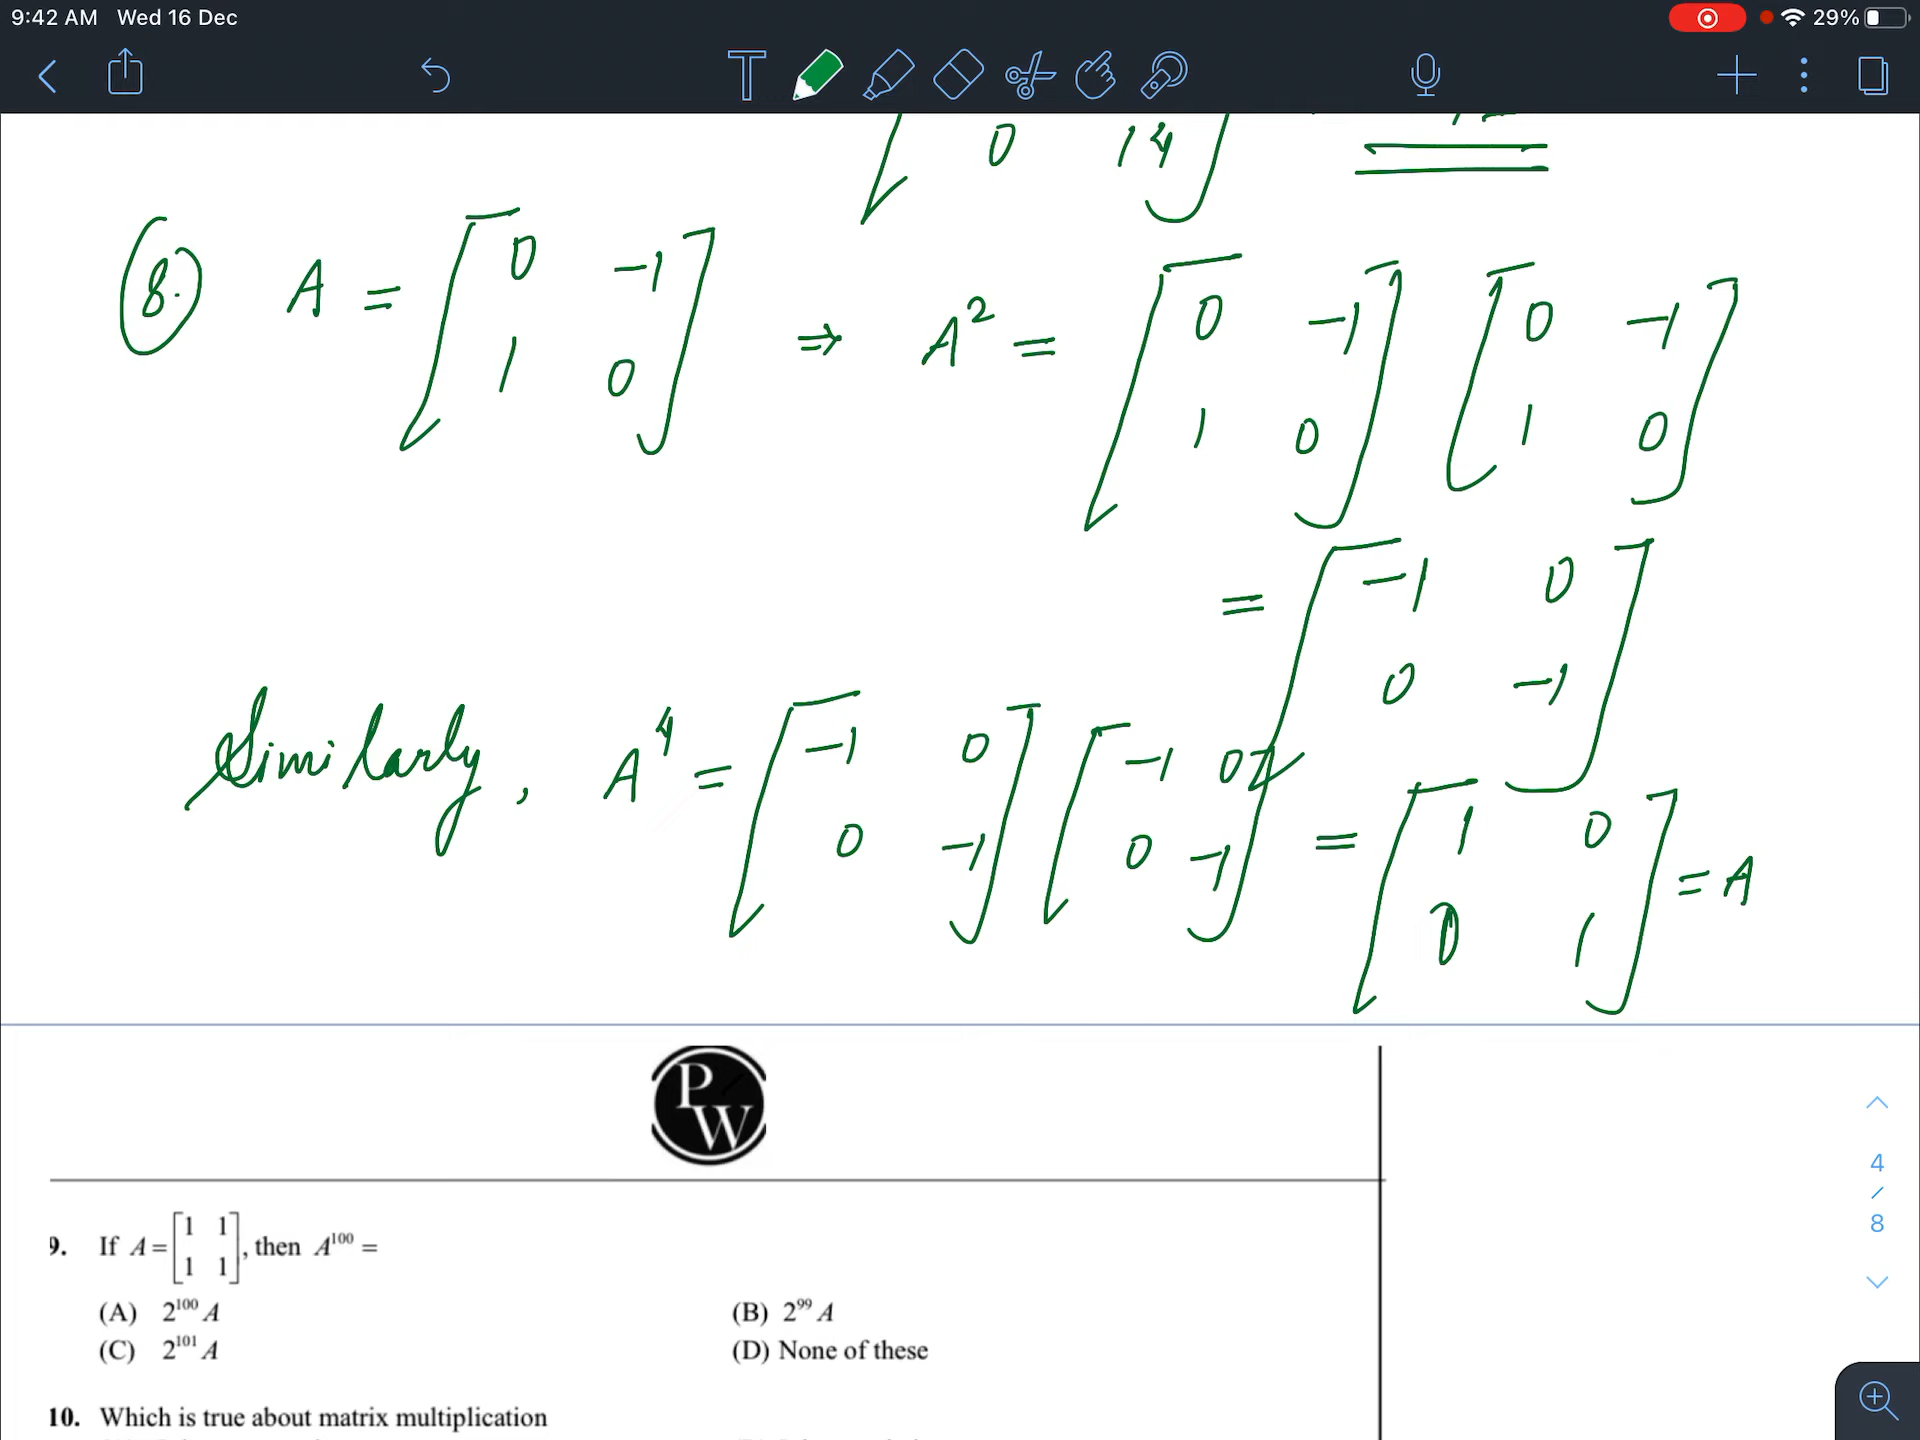 9:42 AM Wed 16 Dec
29%
T
0 14
8. A = [0 -1 ⇒ A² = [0 -1] [0 -1]
1 0] 1 0 1 0
= [-1 0
0 -1]
Similarly, A⁴ = [-1 0 [-1 0
0 -1] 0 -1] = [1 0
0 1] = A
PW
4
/
8
9. If A = [1 1
1 1], then A¹⁰⁰ =
(A) 2¹⁰⁰ A (B) 2⁹⁹ A
(C) 2¹⁰¹ A (D) None of these
10. Which is true about matrix multiplication